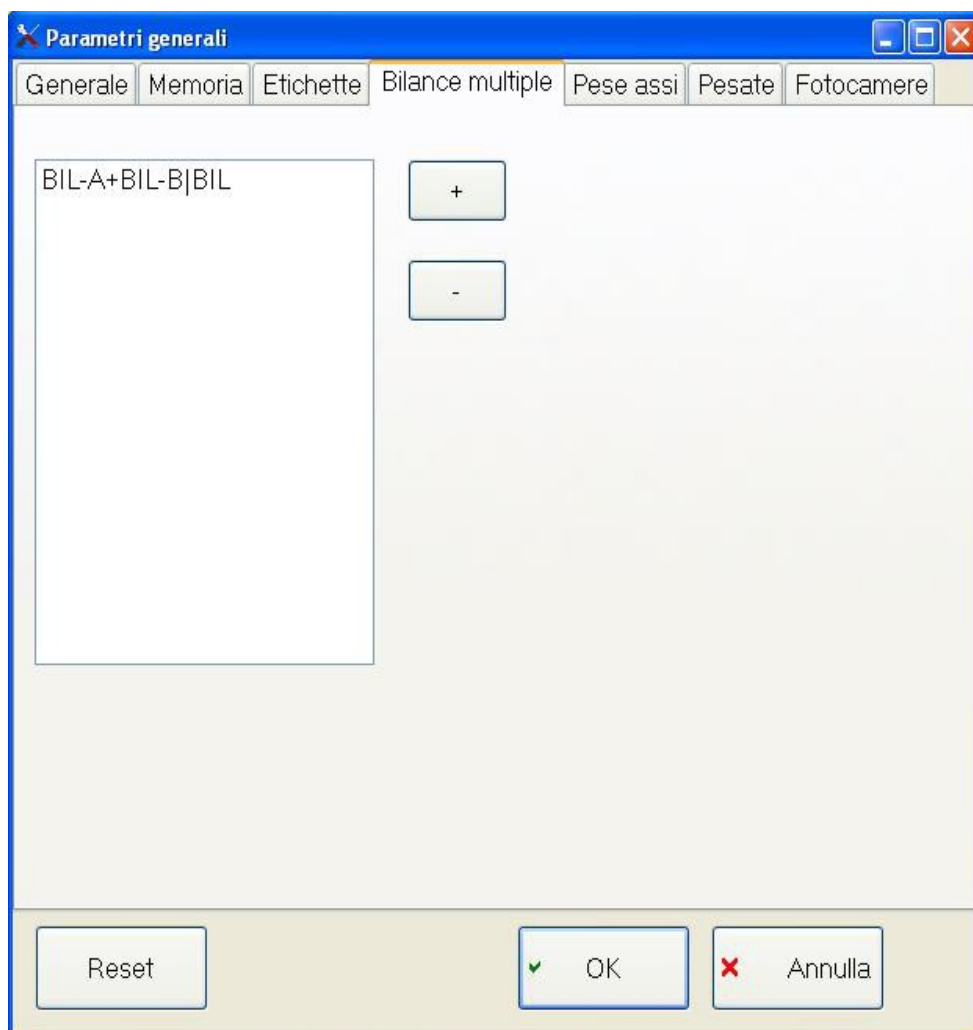 Parametri generali
Generale Memoria Etichette Bilance multiple Pese assi Pesate Fotocamere
BIL-A+BIL-B|BIL
+
-
Reset OK Annulla